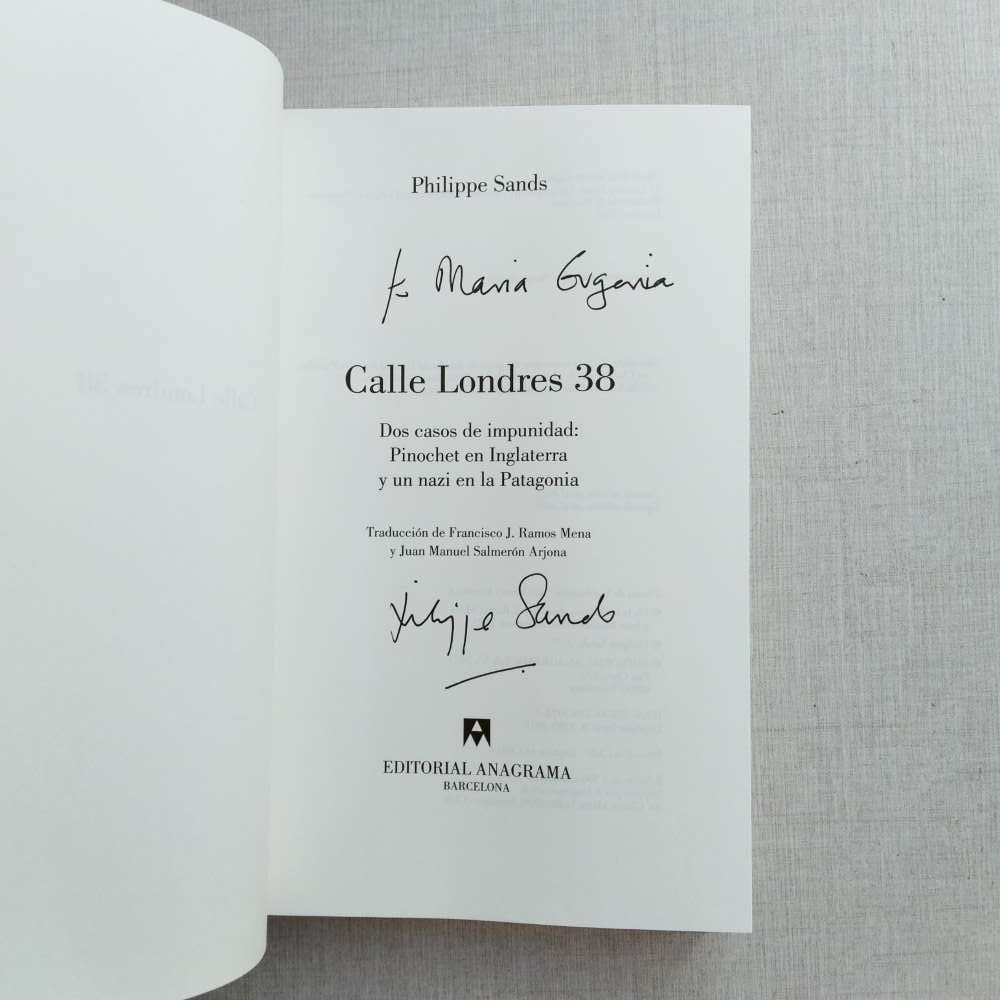 Philippe Sands
to Maria Eugenia
Calle Londres 38
Dos casos de impunidad:
Pinochet en Inglaterra
y un nazi en la Patagonia
Traducción de Francisco J. Ramos Mena
y Juan Manuel Salmerón Arjona
Philippe Sands
EDITORIAL ANAGRAMA
BARCELONA